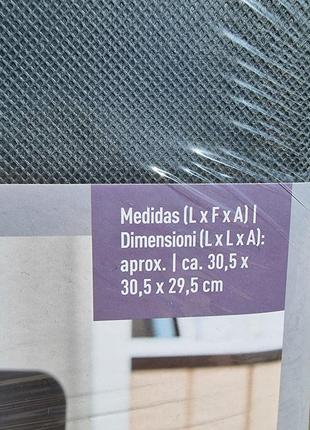 Medidas (L x F x A) |
Dimensioni (L x L x A):
aprox. | ca. 30,5 x
30,5 x 29,5 cm